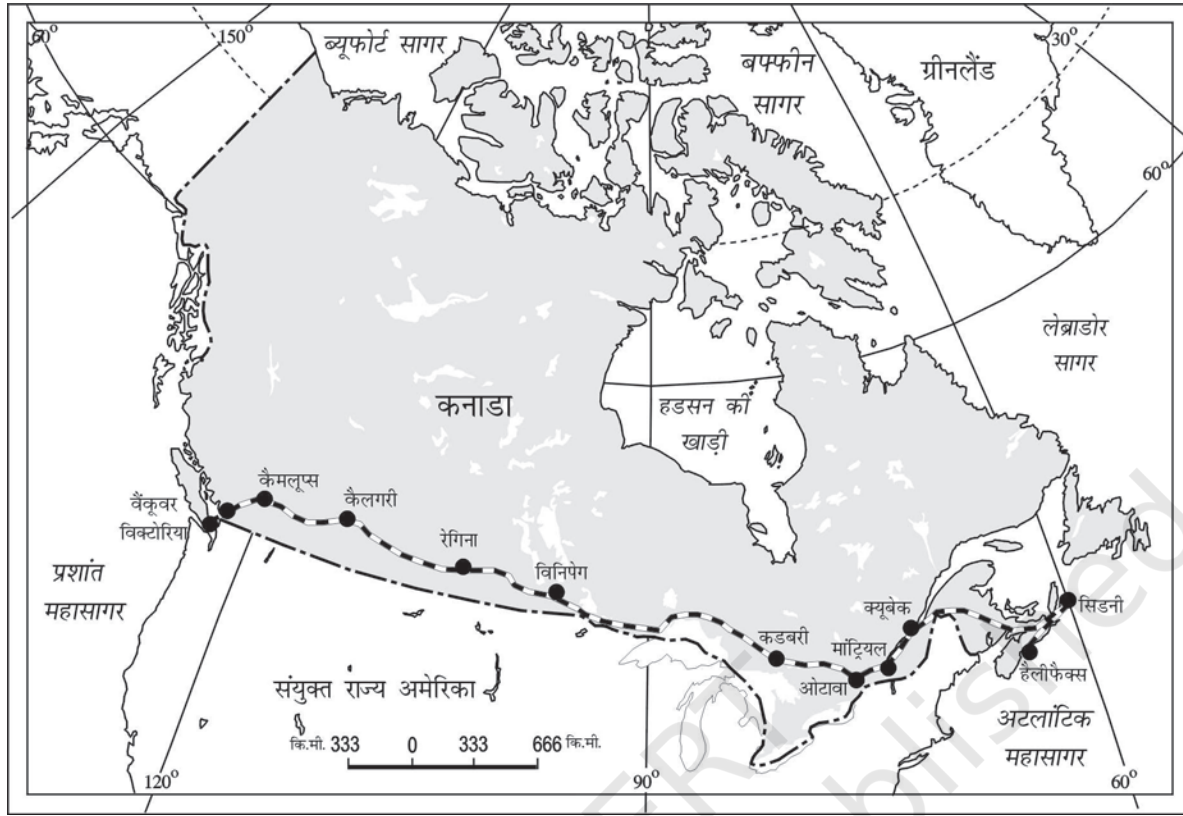 60°
150°
ब्यूफोर्ट सागर
बफ्फीन
सागर
ग्रीनलैंड
30°
60°
लेब्राडोर
सागर
कनाडा
हडसन की
खाड़ी
कैमलूप्स
वैंकूवर
विक्टोरिया
कैलगरी
रेगिना
विनिपेग
प्रशांत
महासागर
क्यूबेक
सिडनी
कडबरी
मांट्रियल
ओटावा
हैलीफैक्स
संयुक्त राज्य अमेरिका
अटलांटिक
महासागर
कि.मी. 333 0 333 666 कि.मी.
120°
90°
60°